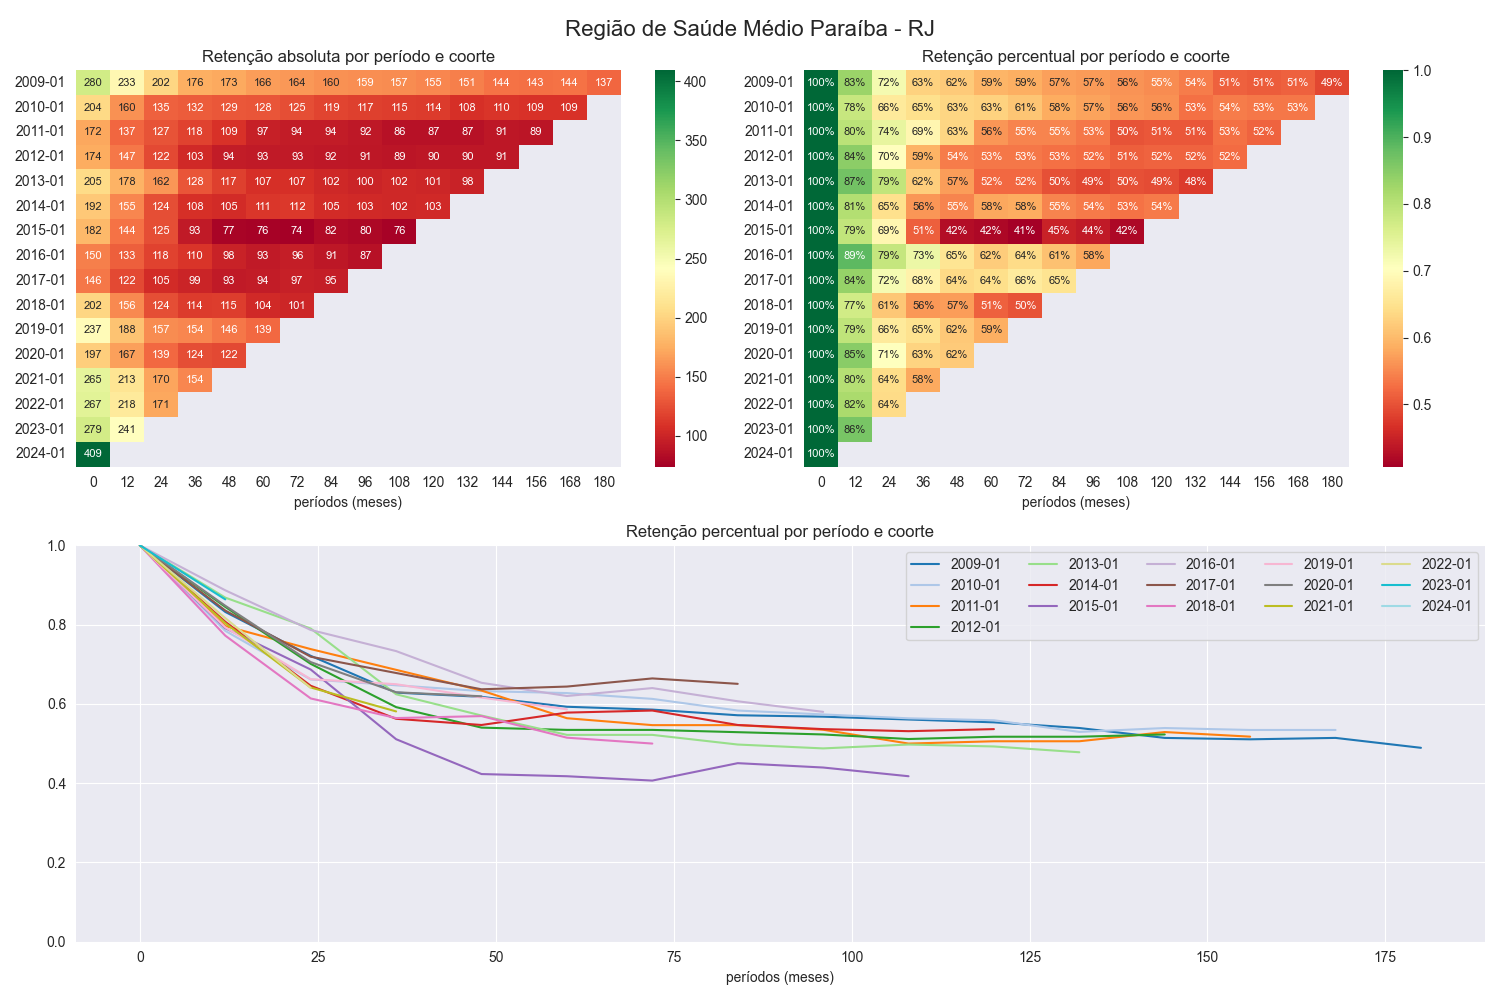 Região de Saúde Médio Paraíba - RJ
Retenção absoluta por período e coorte
2009-01 280 233 202 176 173 166 164 160 159 157 155 151 144 143 144 137
2010-01 204 160 135 132 129 128 125 119 117 115 114 108 110 109 109
2011-01 172 137 127 118 109 97 94 94 92 86 87 87 91 89
2012-01 174 147 122 103 94 93 93 92 91 89 90 90 91
2013-01 205 178 162 128 117 107 107 102 100 102 101 98
2014-01 192 155 124 108 105 111 112 105 103 102 103
2015-01 182 144 125 93 77 76 74 82 80 76
2016-01 150 133 118 110 98 93 96 91 87
2017-01 146 122 105 99 93 94 97 95
2018-01 202 156 124 114 115 104 101
2019-01 237 188 157 154 146 139
2020-01 197 167 139 124 122
2021-01 265 213 170 154
2022-01 267 218 171
2023-01 279 241
2024-01 409
0 12 24 36 48 60 72 84 96 108 120 132 144 156 168 180
períodos (meses)
400
350
300
250
200
150
100
Retenção percentual por período e coorte
2009-01 100% 83% 72% 63% 62% 59% 59% 57% 57% 56% 55% 54% 51% 51% 51% 49%
2010-01 100% 78% 66% 65% 63% 63% 61% 58% 57% 56% 56% 53% 54% 53% 53%
2011-01 100% 80% 74% 69% 63% 56% 55% 55% 53% 50% 51% 51% 53% 52%
2012-01 100% 84% 70% 59% 54% 53% 53% 53% 52% 51% 52% 52% 52%
2013-01 100% 87% 79% 62% 57% 52% 52% 50% 49% 50% 49% 48%
2014-01 100% 81% 65% 56% 55% 58% 58% 55% 54% 53% 54%
2015-01 100% 79% 69% 51% 42% 42% 41% 45% 44% 42%
2016-01 100% 89% 79% 73% 65% 62% 64% 61% 58%
2017-01 100% 84% 72% 68% 64% 64% 66% 65%
2018-01 100% 77% 61% 56% 57% 51% 50%
2019-01 100% 79% 66% 65% 62% 59%
2020-01 100% 85% 71% 63% 62%
2021-01 100% 80% 64% 58%
2022-01 100% 82% 64%
2023-01 100% 86%
2024-01 100%
0 12 24 36 48 60 72 84 96 108 120 132 144 156 168 180
períodos (meses)
1.0
0.9
0.8
0.7
0.6
0.5
Retenção percentual por período e coorte
1.0
0.8
0.6
0.4
0.2
0.0
2009-01 2013-01 2016-01 2019-01 2022-01
2010-01 2014-01 2017-01 2020-01 2023-01
2011-01 2015-01 2018-01 2021-01 2024-01
2012-01
0 25 50 75 100 125 150 175
períodos (meses)